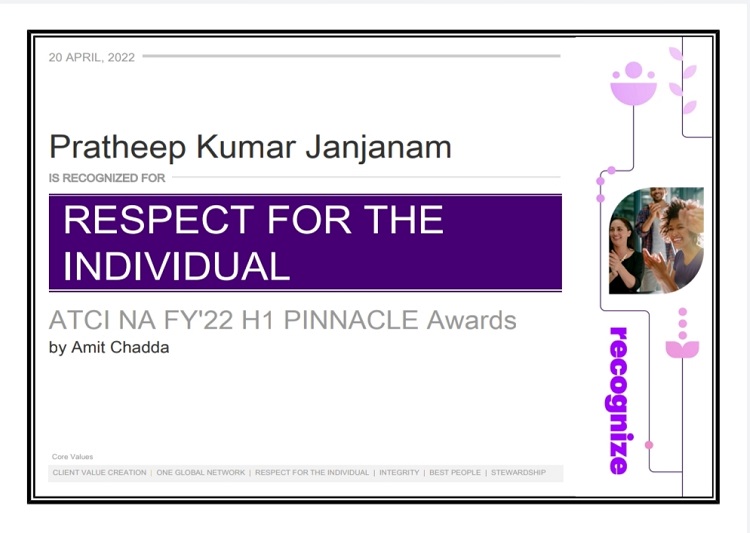 20 APRIL, 2022
Pratheep Kumar Janjanam
IS RECOGNIZED FOR
RESPECT FOR THE
INDIVIDUAL
ATCI NA FY'22 H1 PINNACLE Awards
by Amit Chadda
Core Values
CLIENT VALUE CREATION | ONE GLOBAL NETWORK | RESPECT FOR THE INDIVIDUAL | INTEGRITY | BEST PEOPLE | STEWARDSHIP
recognize